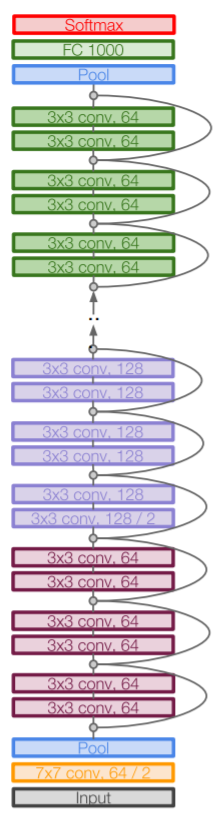 Softmax
FC 1000
Pool
3x3 conv, 64
3x3 conv, 64
3x3 conv, 64
3x3 conv, 64
3x3 conv, 64
3x3 conv, 64
..
3x3 conv, 128
3x3 conv, 128
3x3 conv, 128
3x3 conv, 128
3x3 conv, 128
3x3 conv, 128 / 2
3x3 conv, 64
3x3 conv, 64
3x3 conv, 64
3x3 conv, 64
3x3 conv, 64
3x3 conv, 64
Pool
7x7 conv, 64 / 2
Input